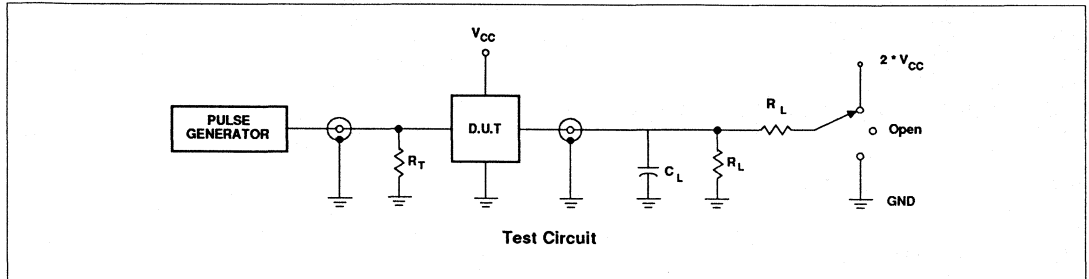 V_CC
2 * V_CC
PULSE
GENERATOR
D.U.T
R_L
Open
R_T
C_L
R_L
GND
Test Circuit